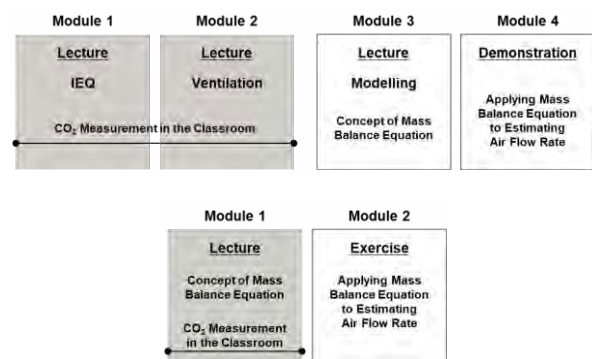 Module 1 Module 2 Module 3 Module 4
Lecture Lecture Lecture Demonstration
IEQ Ventilation Modelling
CO₂ Measurement in the Classroom
Concept of Mass
Balance Equation
Applying Mass
Balance Equation
to Estimating
Air Flow Rate
Module 1 Module 2
Lecture Exercise
Concept of Mass
Balance Equation
CO₂ Measurement
in the Classroom
Applying Mass
Balance Equation
to Estimating
Air Flow Rate